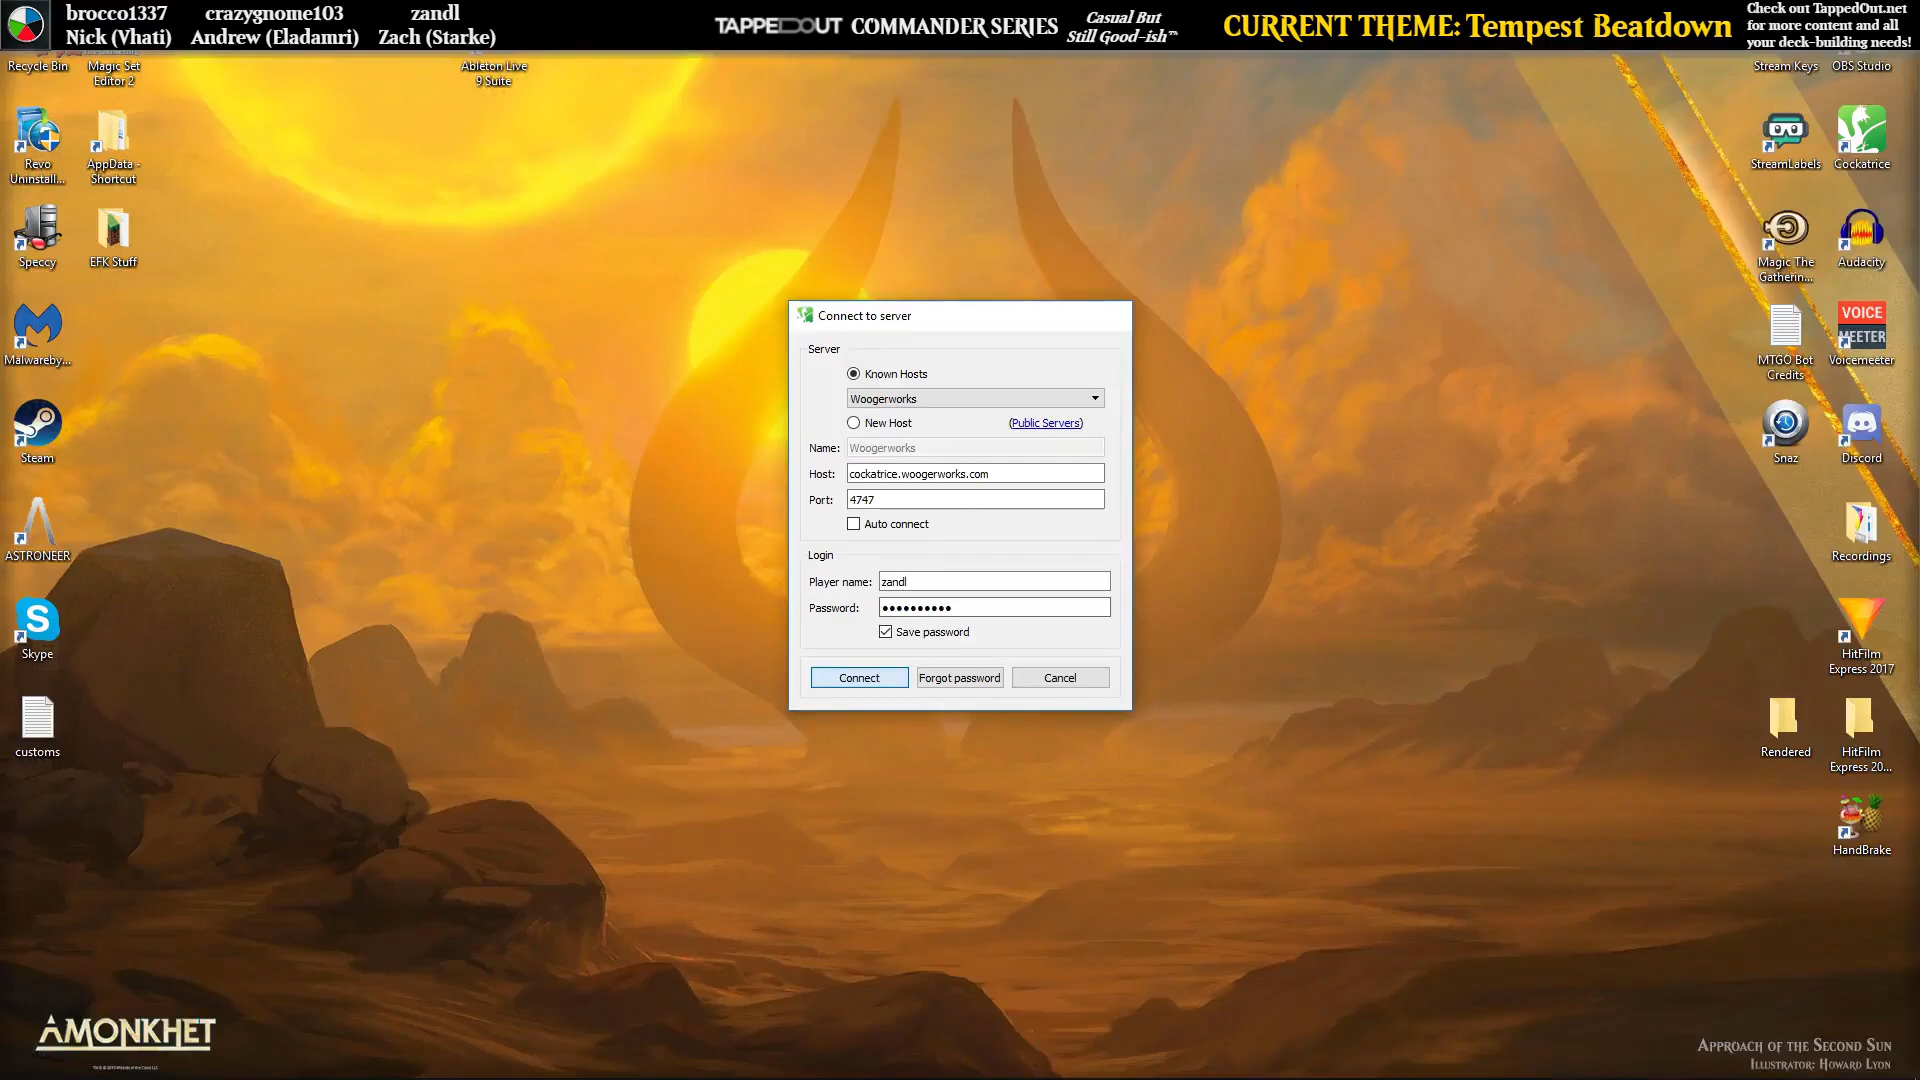 brocco1337
Nick (Vhati)
crazygnome103
Andrew (Eladamri)
zandl
Zach (Starke)
TAPPEDOUT COMMANDER SERIES
Casual But
Still Good-ish™
CURRENT THEME: Tempest Beatdown
Check out TappedOut.net
for more content and all
your deck-building needs!
Recycle Bin
Magic Set
Editor 2
Ableton Live
9 Suite
Stream Keys
OBS Studio
Revo
Uninstall...
AppData -
Shortcut
StreamLabels
Cockatrice
Speccy
EFK Stuff
Magic The
Gatherin...
Audacity
Malwareby...
MTGO Bot
Credits
VOICE
MEETER
Voicemeeter
Steam
Snaz
Discord
ASTRONEER
Recordings
Skype
HitFilm
Express 2017
customs
Rendered
HitFilm
Express 20...
HandBrake
Connect to server
Server
Known Hosts
Woogerworks
New Host
(Public Servers)
Name: Woogerworks
Host: cockatrice.woogerworks.com
Port: 4747
Auto connect
Login
Player name: zandl
Password: ●●●●●●●●●●
Save password
Connect
Forgot password
Cancel
AMONKHET
APPROACH OF THE SECOND SUN
ILLUSTRATOR: HOWARD LYON